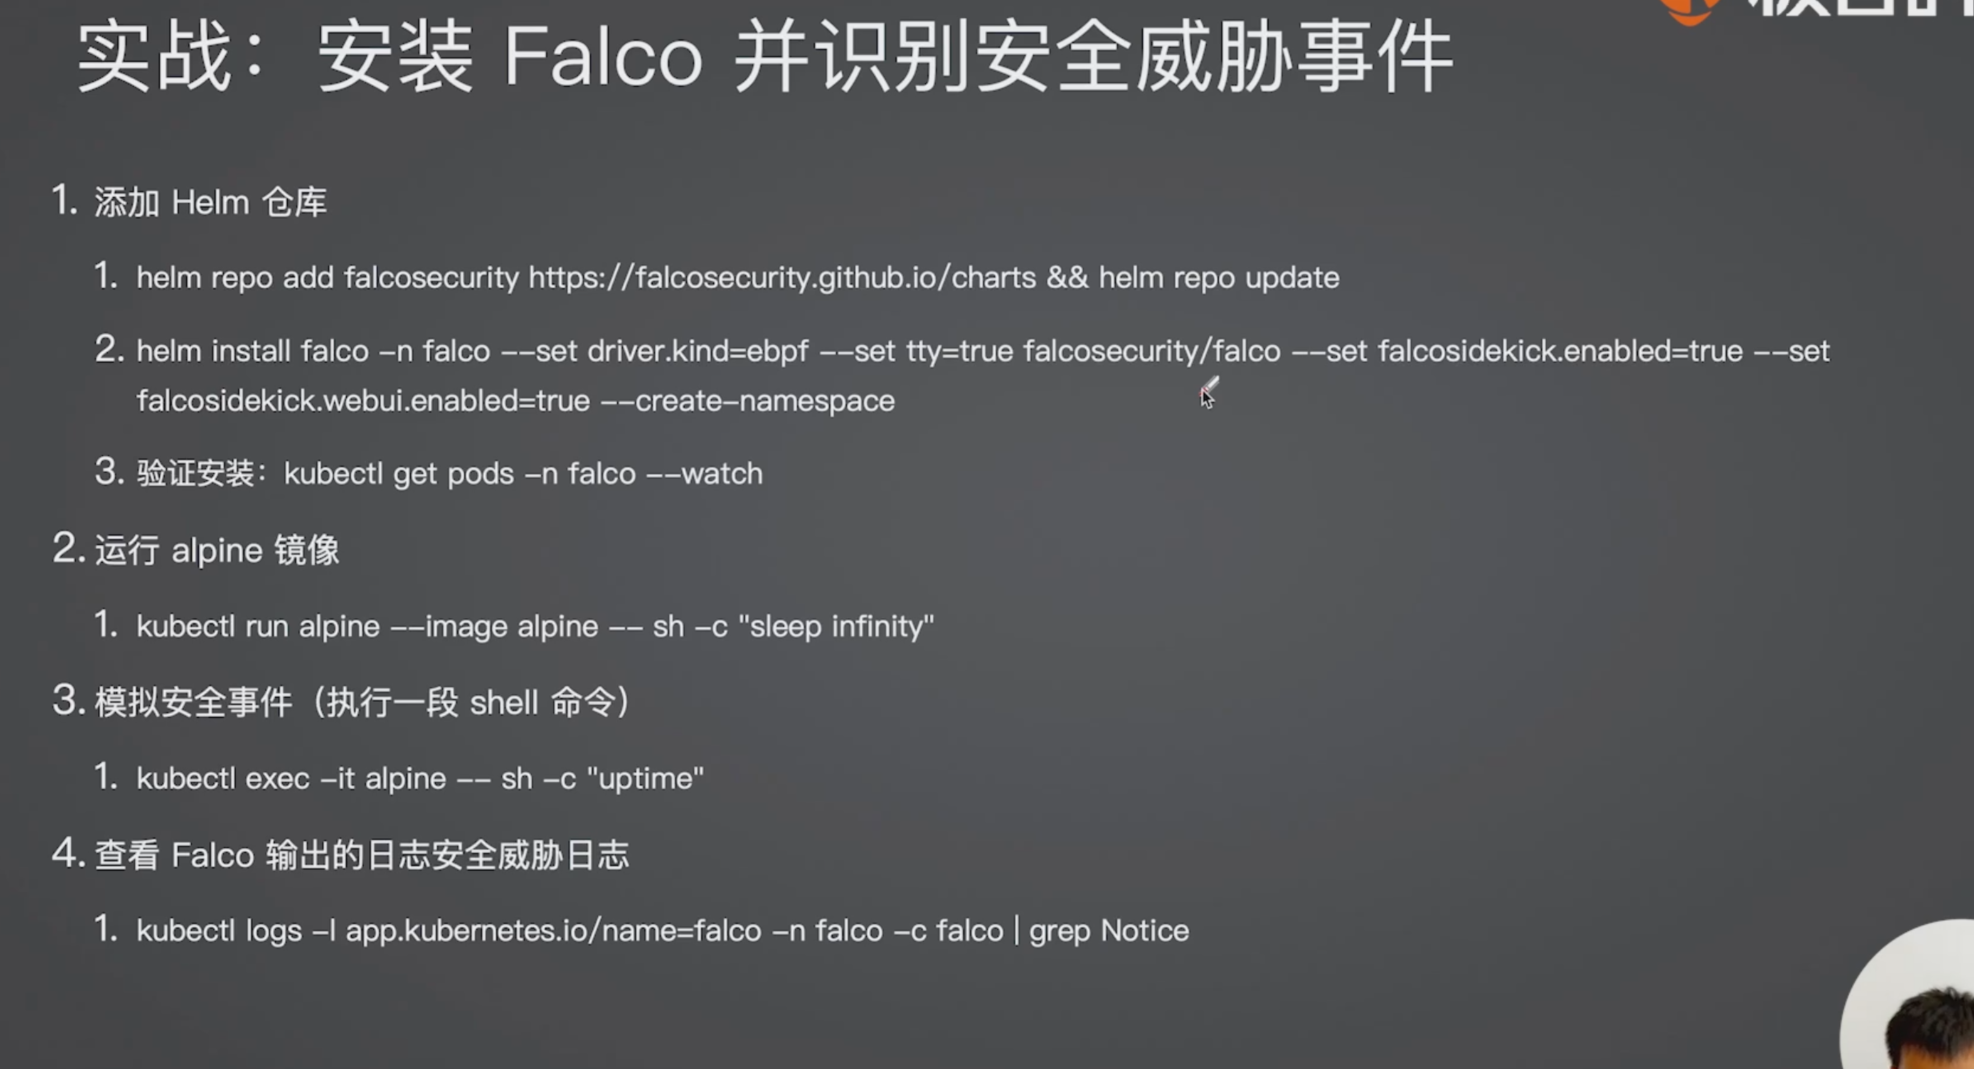 实战：安装 Falco 并识别安全威胁事件
1. 添加 Helm 仓库
1. helm repo add falcosecurity https://falcosecurity.github.io/charts && helm repo update
2. helm install falco -n falco --set driver.kind=ebpf --set tty=true falcosecurity/falco --set falcosidekick.enabled=true --set
falcosidekick.webui.enabled=true --create-namespace
3. 验证安装：kubectl get pods -n falco --watch
2. 运行 alpine 镜像
1. kubectl run alpine --image alpine -- sh -c "sleep infinity"
3. 模拟安全事件（执行一段 shell 命令）
1. kubectl exec -it alpine -- sh -c "uptime"
4. 查看 Falco 输出的日志安全威胁日志
1. kubectl logs -l app.kubernetes.io/name=falco -n falco -c falco | grep Notice